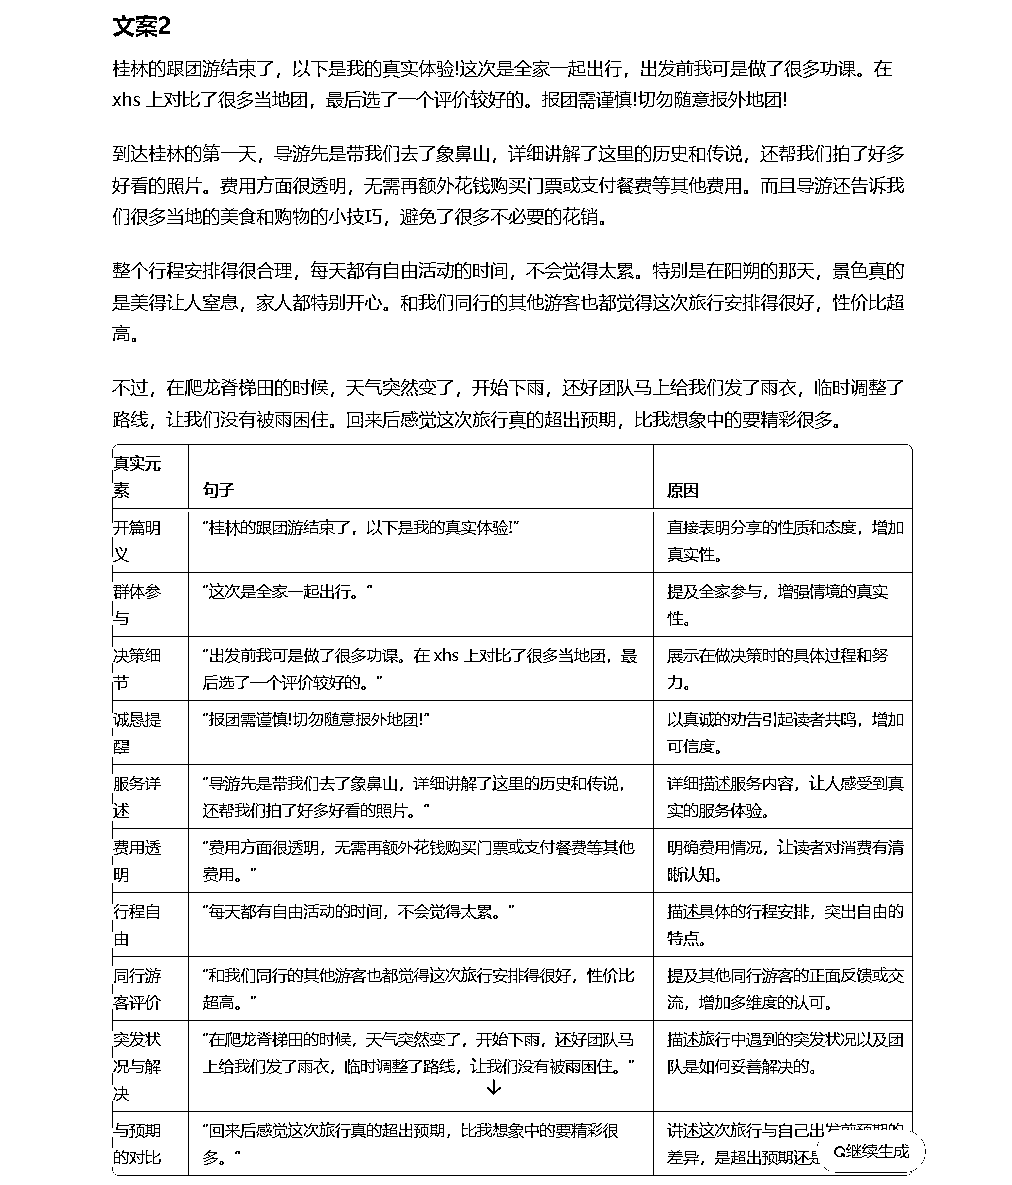 文案2
桂林的跟团游结束了，以下是我的真实体验!这次是全家一起出行，出发前我可是做了很多功课。在
xhs 上对比了很多当地团，最后选了一个评价较好的。报团需谨慎!切勿随意报外地团!
到达桂林的第一天，导游先是带我们去了象鼻山，详细讲解了这里的历史和传说，还帮我们拍了好多
好看的照片。费用方面很透明，无需再额外花钱购买门票或支付餐费等其他费用。而且导游还告诉我
们很多当地的美食和购物的小技巧，避免了很多不必要的花销。
整个行程安排得很合理，每天都有自由活动的时间，不会觉得太累。特别是在阳朔的那天，景色真的
是美得让人窒息，家人都特别开心。和我们同行的其他游客也都觉得这次旅行安排得很好，性价比超
高。
不过，在爬龙脊梯田的时候，天气突然变了，开始下雨，还好团队马上给我们发了雨衣，临时调整了
路线，让我们没有被雨困住。回来后感觉这次旅行真的超出预期，比我想象中的要精彩很多。
真实元
素
句子
原因
开篇明
义
"桂林的跟团游结束了，以下是我的真实体验!"
直接表明分享的性质和态度，增加
真实性。
群体参
与
"这次是全家一起出行。"
提及全家参与，增强情境的真实
性。
决策细
节
"出发前我可是做了很多功课。在 xhs 上对比了很多当地团，最
后选了一个评价较好的。"
展示在做决策时的具体过程和努
力。
诚恳提
醒
"报团需谨慎!切勿随意报外地团!"
以真诚的劝告引起读者共鸣，增加
可信度。
服务详
述
"导游先是带我们去了象鼻山，详细讲解了这里的历史和传说，
还帮我们拍了好多好看的照片。"
详细描述服务内容，让人感受到真
实的服务体验。
费用透
明
"费用方面很透明，无需再额外花钱购买门票或支付餐费等其他
费用。"
明确费用情况，让读者对消费有清
晰认知。
行程自
由
"每天都有自由活动的时间，不会觉得太累。"
描述具体的行程安排，突出自由的
特点。
同行游
客评价
"和我们同行的其他游客也都觉得这次旅行安排得很好，性价比
超高。"
提及其他同行游客的正面反馈或交
流，增加多维度的认可。
突发状
况与解
决
"在爬龙脊梯田的时候，天气突然变了，开始下雨，还好团队马
上给我们发了雨衣，临时调整了路线，让我们没有被雨困住。"
描述旅行中遇到的突发状况以及团
队是如何妥善解决的。
与预期
的对比
"回来后感觉这次旅行真的超出预期，比我想象中的要精彩很
多。"
讲述这次旅行与自己出发前预期的
差异，是超出预期还是
继续生成